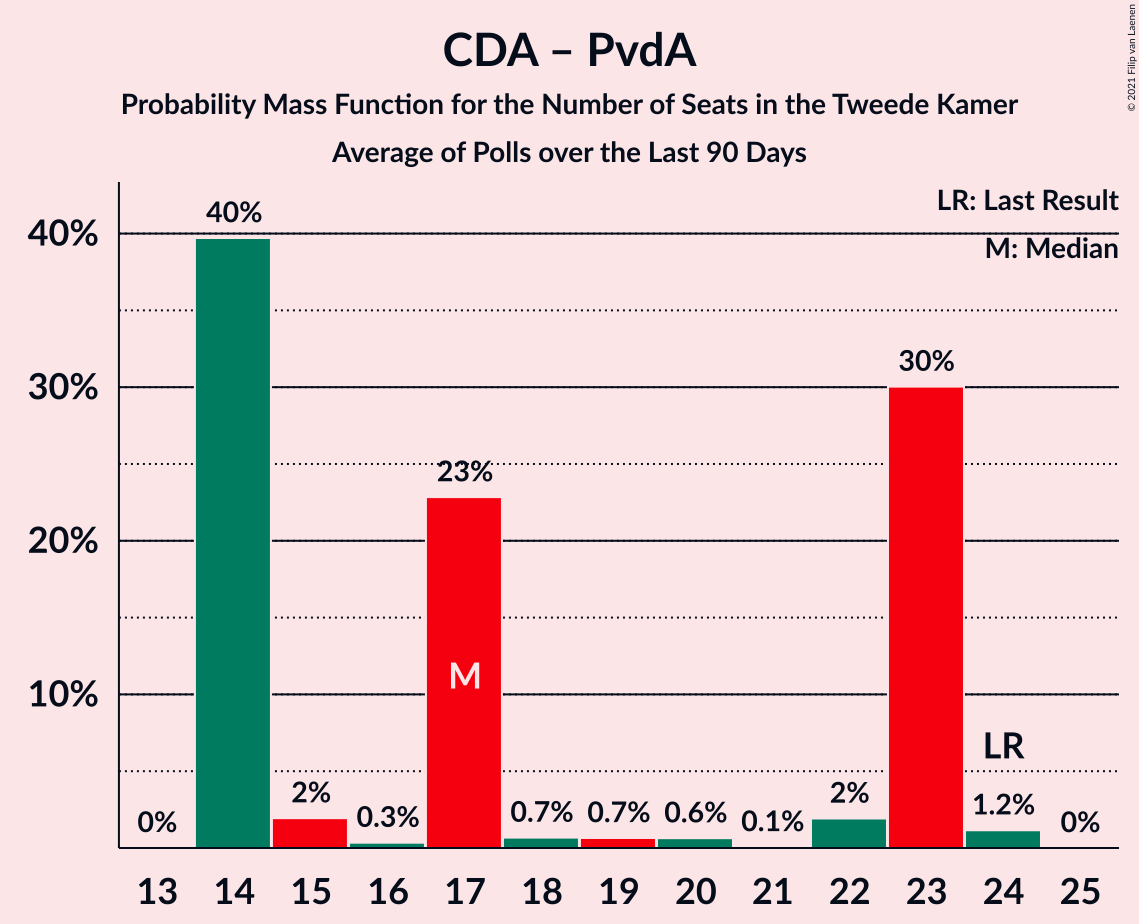 CDA – PvdA
Probability Mass Function for the Number of Seats in the Tweede Kamer
Average of Polls over the Last 90 Days
© 2021 Filip van Laenen
LR: Last Result
M: Median
40%
30%
20%
10%
0%
40%
2%
0.3%
23%
0.7%
0.7%
0.6%
0.1%
2%
30%
1.2%
0%
M
LR
13 14 15 16 17 18 19 20 21 22 23 24 25